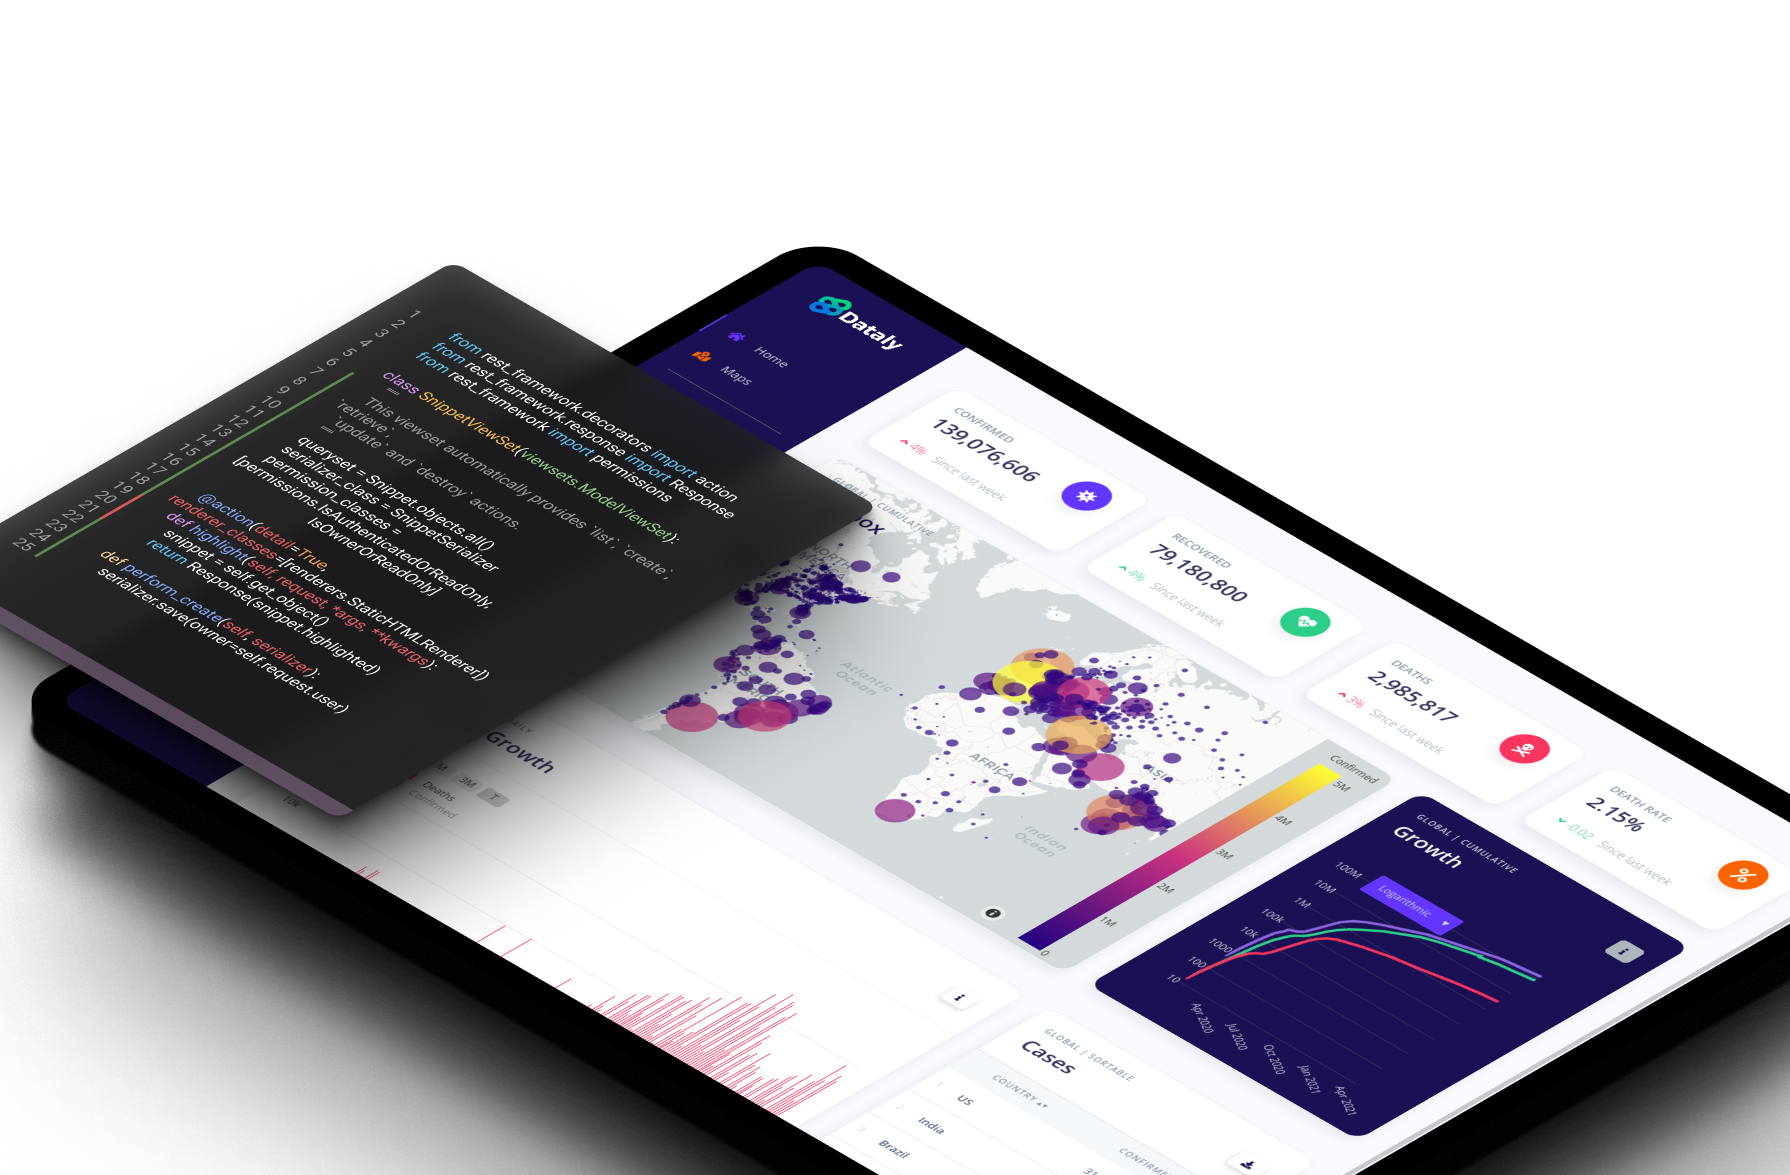 1
2
3
4
5
6
7
8
9
10
11
12
13
14
15
16
17
18
19
20
21
22
23
24
25
from rest_framework.decorators import action
from rest_framework.response import Response
from rest_framework import permissions
class SnippetViewSet(viewsets.ModelViewSet):
"""
This viewset automatically provides `list`, `create`,
`retrieve`,
`update` and `destroy` actions.
"""
queryset = Snippet.objects.all()
serializer_class = SnippetSerializer
permission_classes =
[permissions.IsAuthenticatedOrReadOnly,
IsOwnerOrReadOnly]
@action(detail=True,
renderer_classes=[renderers.StaticHTMLRenderer])
def highlight(self, request, *args, **kwargs):
snippet = self.get_object()
return Response(snippet.highlighted)
def perform_create(self, serializer):
serializer.save(owner=self.request.user)
Dataly
Home
Maps
CONFIRMED
139,076,606
4% Since last week
RECOVERED
79,180,800
4% Since last week
DEATHS
2,985,817
3% Since last week
DEATH RATE
2.15%
-0.02 Since last week
GLOBAL | CUMULATIVE
NORTH
AMERICA
SOUTH
Atlantic
Ocean
AFRICA
ASIA
Indian
Ocean
Confirmed
5M
4M
3M
2M
1M
0
GLOBAL | CUMULATIVE
Growth
Logarithmic
100M
10M
1M
100k
10k
1000
100
10
Apr 2020
Jul 2020
Oct 2020
Jan 2021
Apr 2021
Growth
M
3M
T
Deaths
Confirmed
10k
GLOBAL | SORTABLE
Cases
COUNTRY
1 US
2 India
3 Brazil